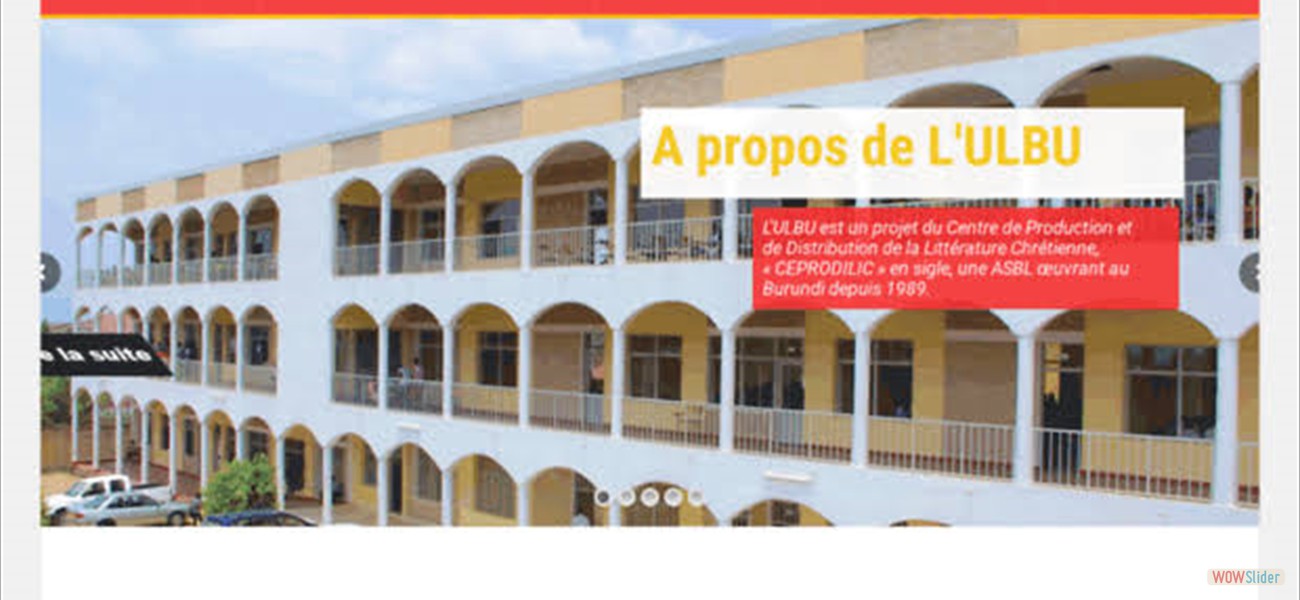 A propos de L'ULBU
L'ULBU est un projet du Centre de Production et
de Distribution de la Littérature Chrétienne,
« CEPRODILIC » en sigle, une ASBL œuvrant au
Burundi depuis 1989.
e la suite
WOWSlider